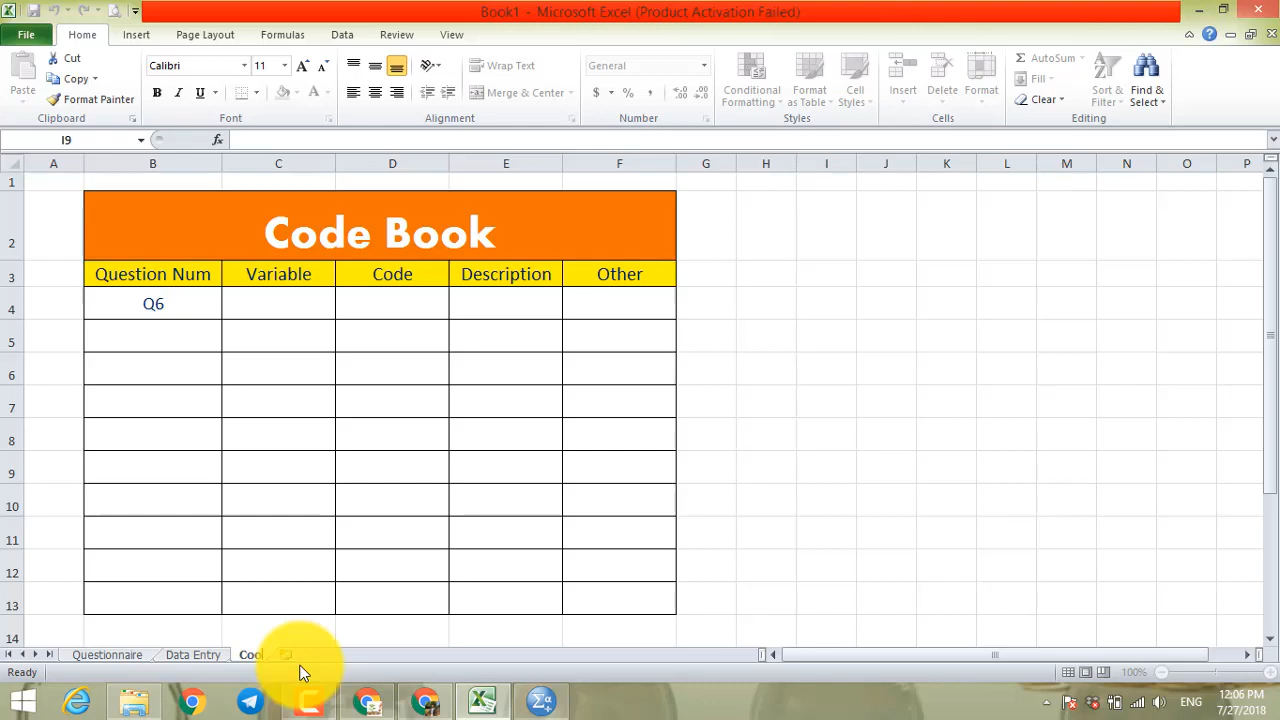 Book1 - Microsoft Excel (Product Activation Failed)
File Home Insert Page Layout Formulas Data Review View
Paste
Cut
Copy
Format Painter
Clipboard
Calibri 11
B I U A
Font
Wrap Text
Merge & Center
Alignment
General
$ % ,
Number
Conditional Formatting
Format as Table
Cell Styles
Styles
Insert
Delete
Format
Cells
Σ AutoSum
Fill
Clear
Sort & Filter
Find & Select
Editing
I9 fx
A B C D E F G H I J K L M N O P
1
2 Code Book
3 Question Num Variable Code Description Other
4 Q6
5
6
7
8
9
10
11
12
13
14
Questionnaire Data Entry Coo
Ready 100%
ENG 12:06 PM
7/27/2018